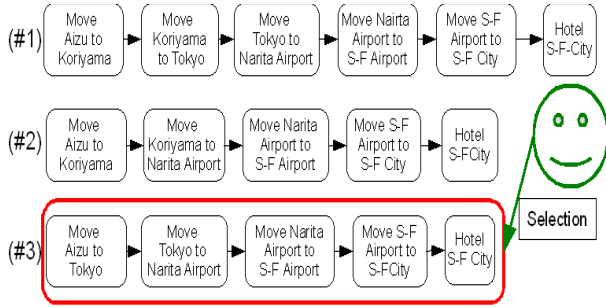 (#1)
Move
Aizu to
Koriyama
Move
Koriyama
to Tokyo
Move
Tokyo to
Narita Airport
Move Nairta
Airport to
S-F Airport
Move S-F
Airport to
S-F City
Hotel
S-F-City
(#2)
Move
Aizu to
Koriyama
Move
Koriyama to
Narita Airport
Move Narita
Airport to
S-F Airport
Move S-F
Airport to
S-F City
Hotel
S-FCity
Selection
(#3)
Move
Aizu to
Tokyo
Move
Tokyo to
Narita Airport
Move Narita
Airport to
S-F Airport
Move S-F
Airport to
S-FCity
Hotel
S-F City